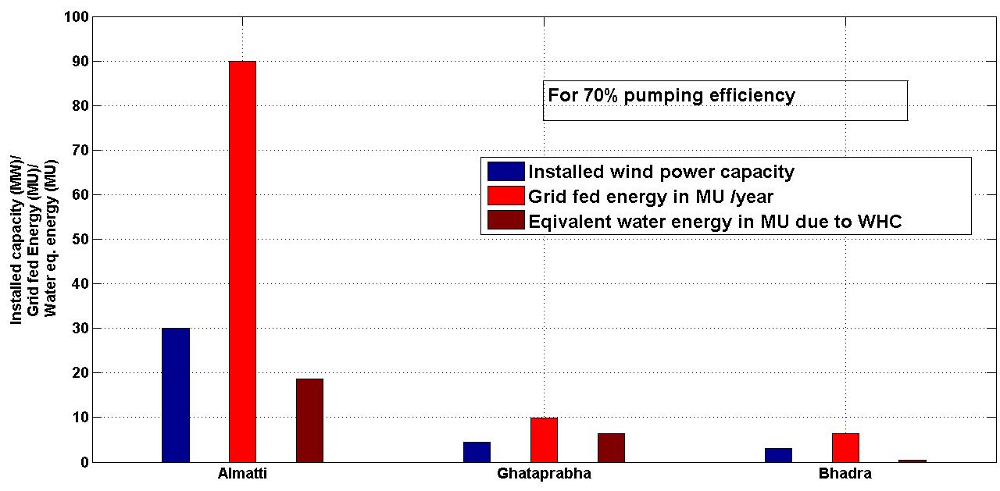 100
90
80
70
60
50
40
30
20
10
0
Installed capacity (MW)/
Grid fed Energy (MU)/
Water eq. energy (MU)
For 70% pumping efficiency
Installed wind power capacity
Grid fed energy in MU /year
Eqivalent water energy in MU due to WHC
Almatti Ghataprabha Bhadra